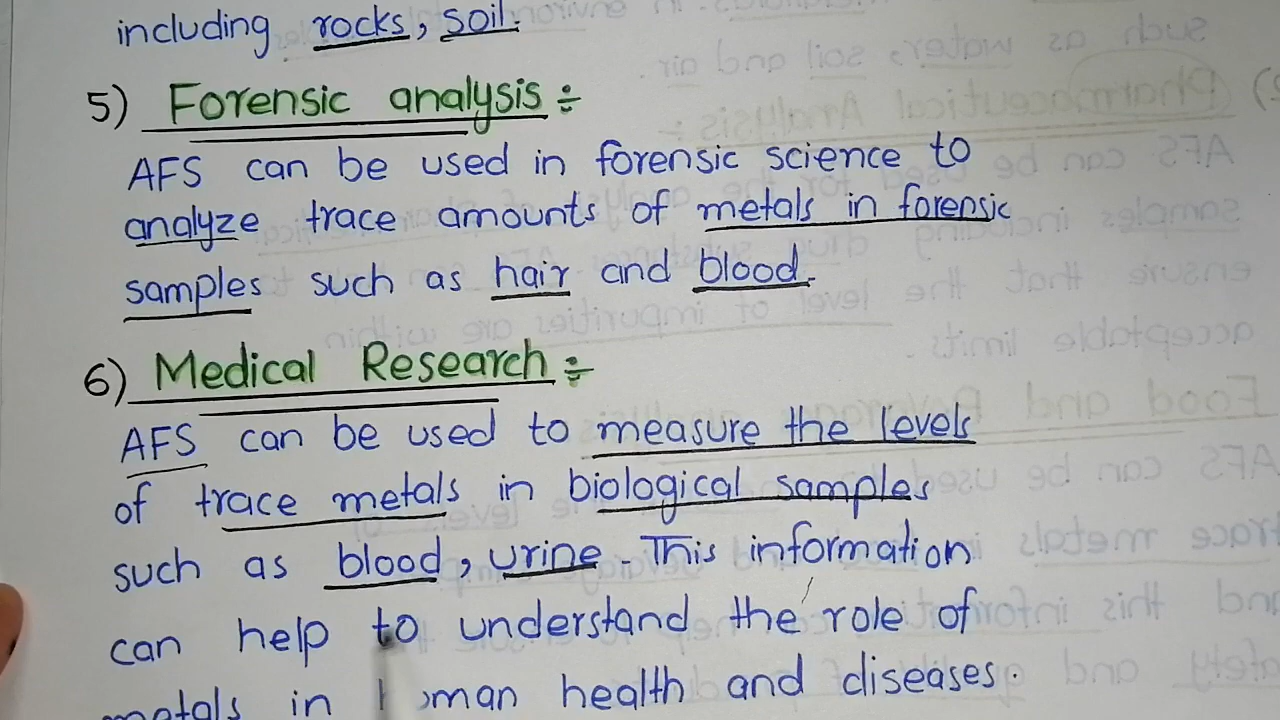 including rocks, soil.
5) Forensic analysis ÷
AFS can be used in forensic science to
analyze trace amounts of metals in forensic
samples such as hair and blood.
6) Medical Research ÷
AFS can be used to measure the levels
of trace metals in biological samples
such as blood, urine. This information
can help to understand the role of
metals in human health and diseases.